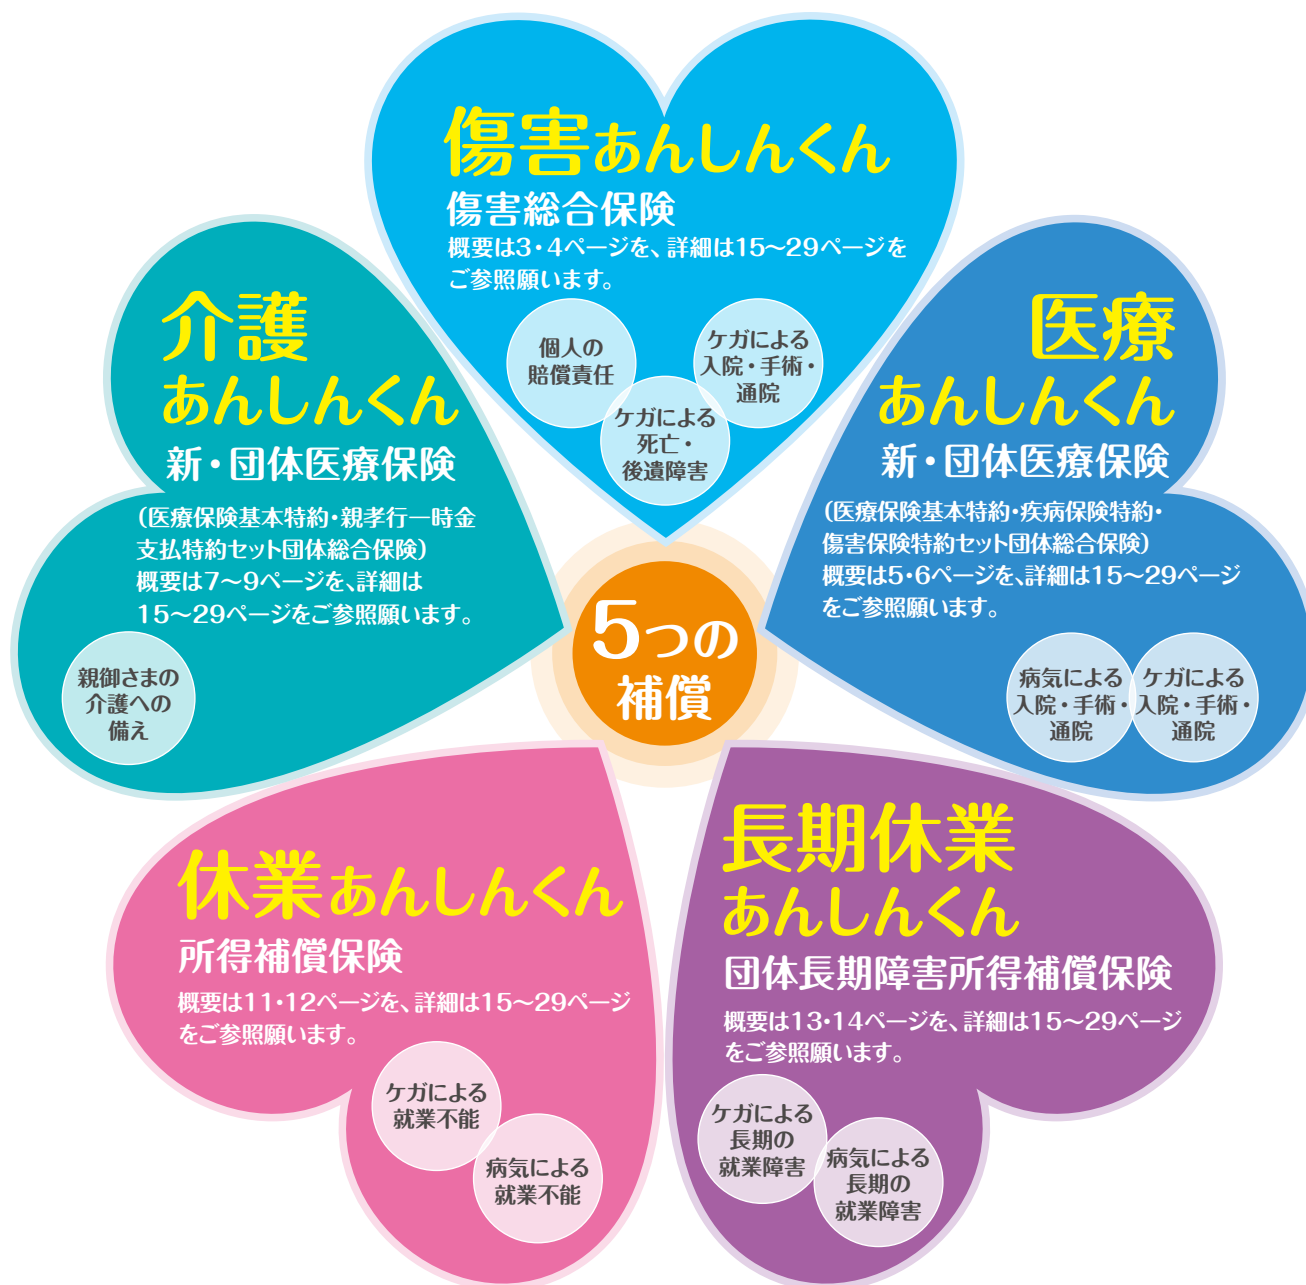 傷害あんしんくん
傷害総合保険
概要は3・4ページを、詳細は15～29ページを
ご参照願います。
個人の
賠償責任
ケガによる
死亡・
後遺障害
ケガによる
入院・手術・
通院
介護
あんしんくん
新・団体医療保険
（医療保険基本特約・親孝行一時金
支払特約セット団体総合保険）
概要は7～9ページを、詳細は
15～29ページをご参照願います。
親御さまの
介護への
備え
医療
あんしんくん
新・団体医療保険
（医療保険基本特約・疾病保険特約・
傷害保険特約セット団体総合保険）
概要は5・6ページを、詳細は15～29ページ
をご参照願います。
病気による
入院・手術・
通院
ケガによる
入院・手術・
通院
5つの
補償
休業あんしんくん
所得補償保険
概要は11・12ページを、詳細は15～29ページ
をご参照願います。
ケガによる
就業不能
病気による
就業不能
長期休業
あんしんくん
団体長期障害所得補償保険
概要は13・14ページを、詳細は15～29ページ
をご参照願います。
ケガによる
長期の
就業障害
病気による
長期の
就業障害